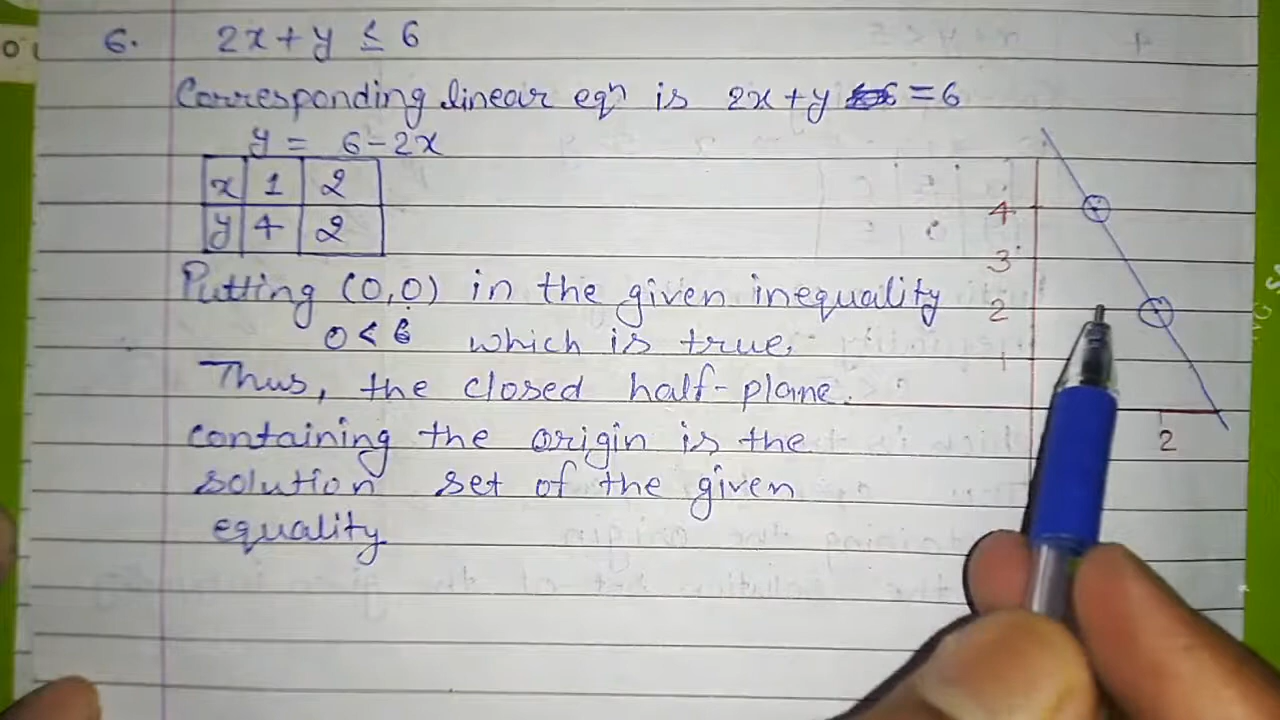 6. 2x + y ≤ 6
Corresponding linear eqn is 2x + y = 6
y = 6 - 2x
x 1 2
y 4 2
Putting (0,0) in the given inequality
0 < 6 which is true.
Thus, the closed half-plane.
containing the origin is the
solution set of the given
equality
4
3
2
1
2